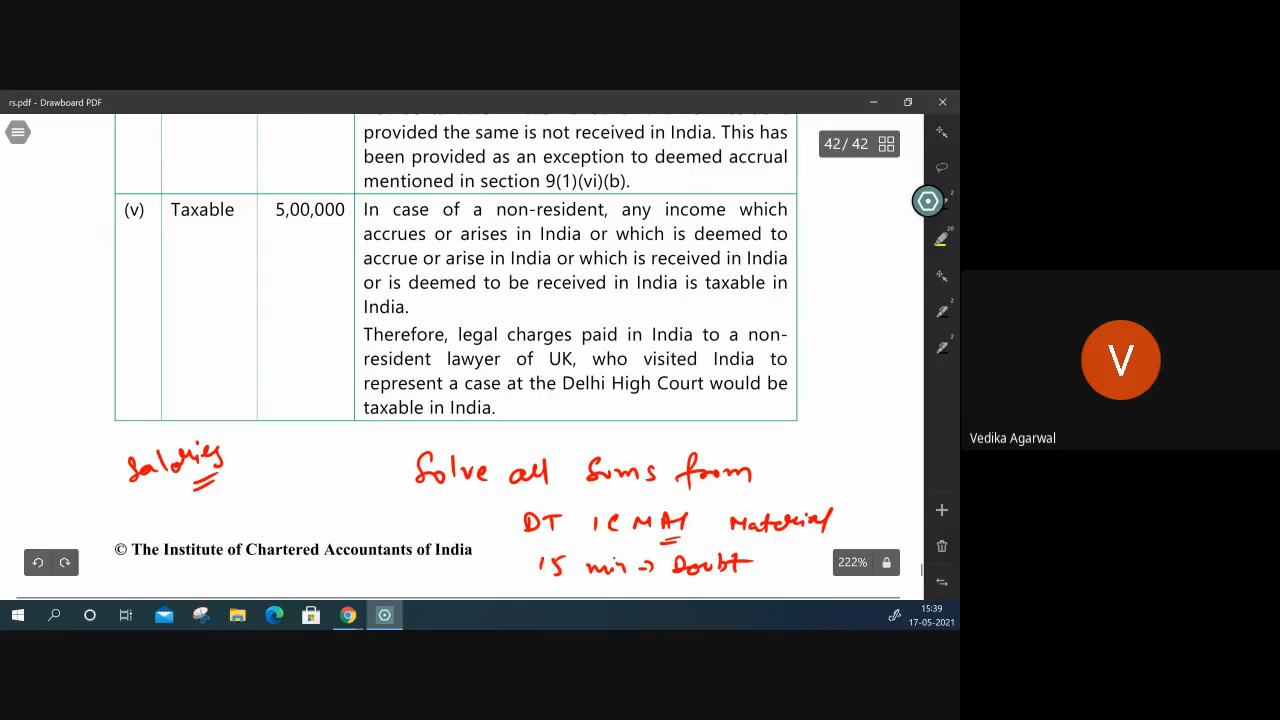 rs.pdf - Drawboard PDF
provided the same is not received in India. This has
been provided as an exception to deemed accrual
mentioned in section 9(1)(vi)(b).
42 / 42
(v) Taxable 5,00,000 In case of a non-resident, any income which
accrues or arises in India or which is deemed to
accrue or arise in India or which is received in India
or is deemed to be received in India is taxable in
India.
Therefore, legal charges paid in India to a non-
resident lawyer of UK, who visited India to
represent a case at the Delhi High Court would be
taxable in India.
Salaries
Solve all Sums from
DT ICMAI Material
15 min → Doubt
© The Institute of Chartered Accountants of India
222%
2
20
2
2
V
Vedika Agarwal
15:39
17-05-2021